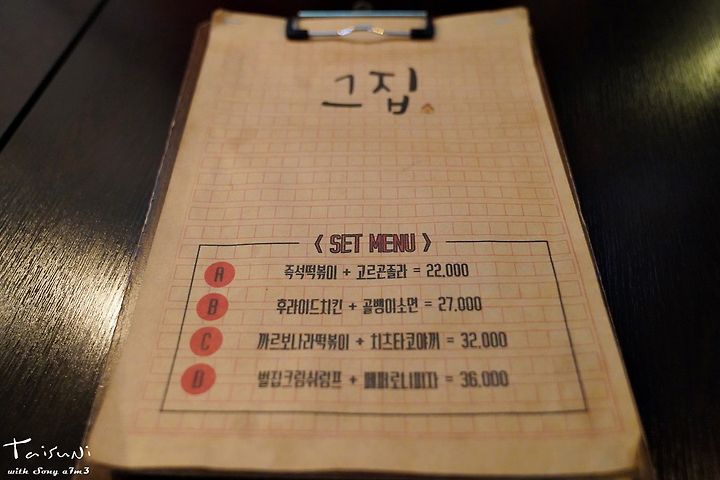 그집
< SET MENU >
A 즉석떡볶이 + 고르곤졸라 = 22,000
B 후라이드치킨 + 골뱅이소면 = 27,000
C 까르보나라떡볶이 + 치츠타코야끼 = 32,000
D 벌집크림쉬림프 + 페퍼로니피자 = 36,000
Taisuni
with Sony a7m3